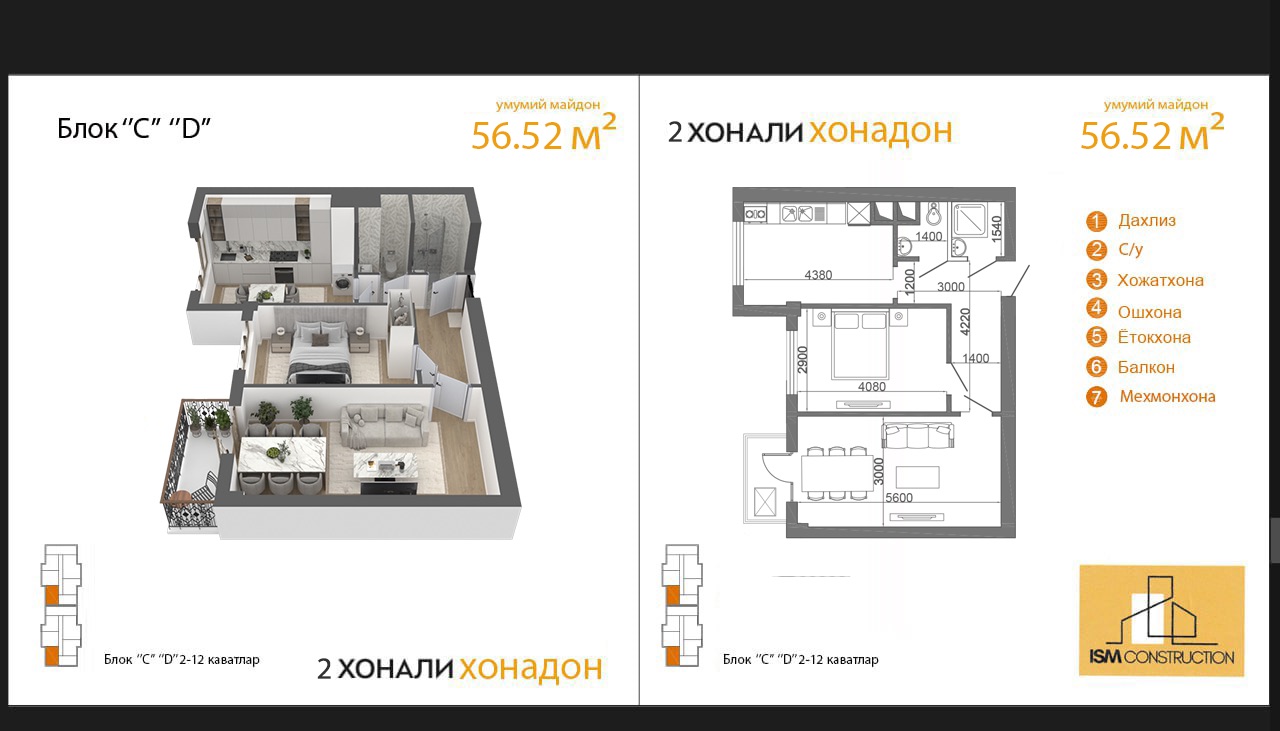 Блок "C" "D"
умумий майдон
56.52 м²
Блок "C" "D" 2-12 каватлар
2 ХОНАЛИ ХОНАДОН
2 ХОНАЛИ ХОНАДОН
умумий майдон
56.52 м²
1400
1540
4380
1200
3000
4220
2900
1400
4080
3000
5600
1 Дахлиз
2 С/у
3 Хожатхона
4 Ошхона
5 Ётокхона
6 Балкон
7 Мехмонхона
Блок "C" "D" 2-12 каватлар
ISM CONSTRUCTION